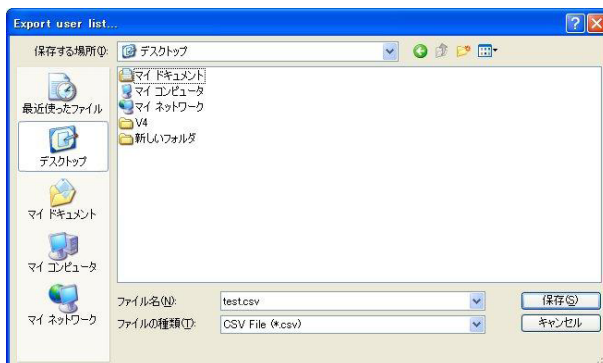 Export user list...
保存する場所(I):
デスクトップ
最近使ったファイル
デスクトップ
マイ ドキュメント
マイ コンピュータ
マイ ネットワーク
マイ ドキュメント
マイ コンピュータ
マイ ネットワーク
V4
新しいフォルダ
ファイル名(N):
test.csv
保存(S)
ファイルの種類(T):
CSV File (*.csv)
キャンセル